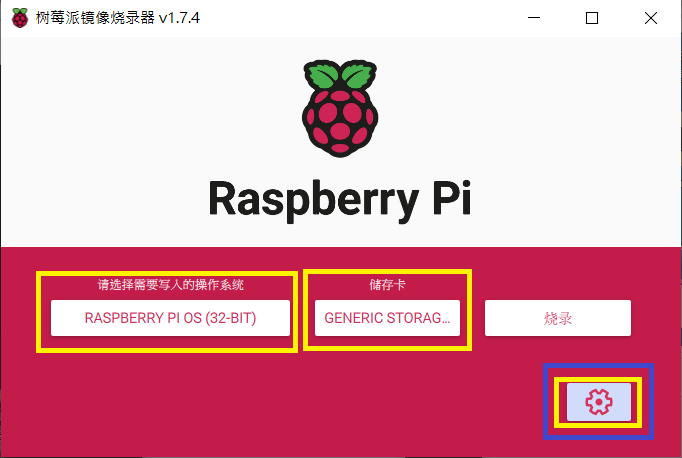 树莓派镜像烧录器 v1.7.4
Raspberry Pi
请选择需要写入的操作系统
储存卡
RASPBERRY PI OS (32-BIT)
GENERIC STORAG...
烧录